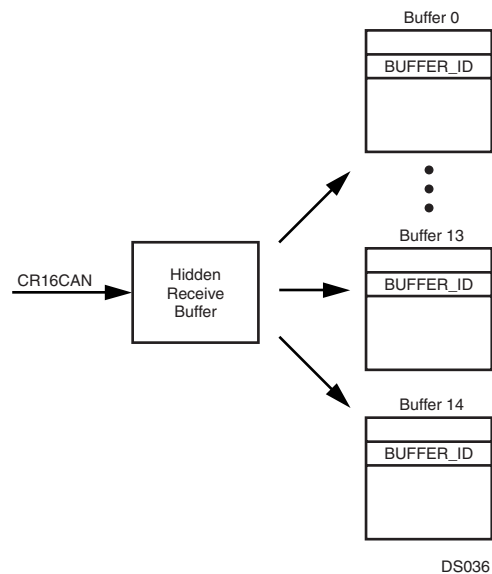 Buffer 0
BUFFER_ID
Buffer 13
CR16CAN
Hidden
Receive
Buffer
BUFFER_ID
Buffer 14
BUFFER_ID
DS036